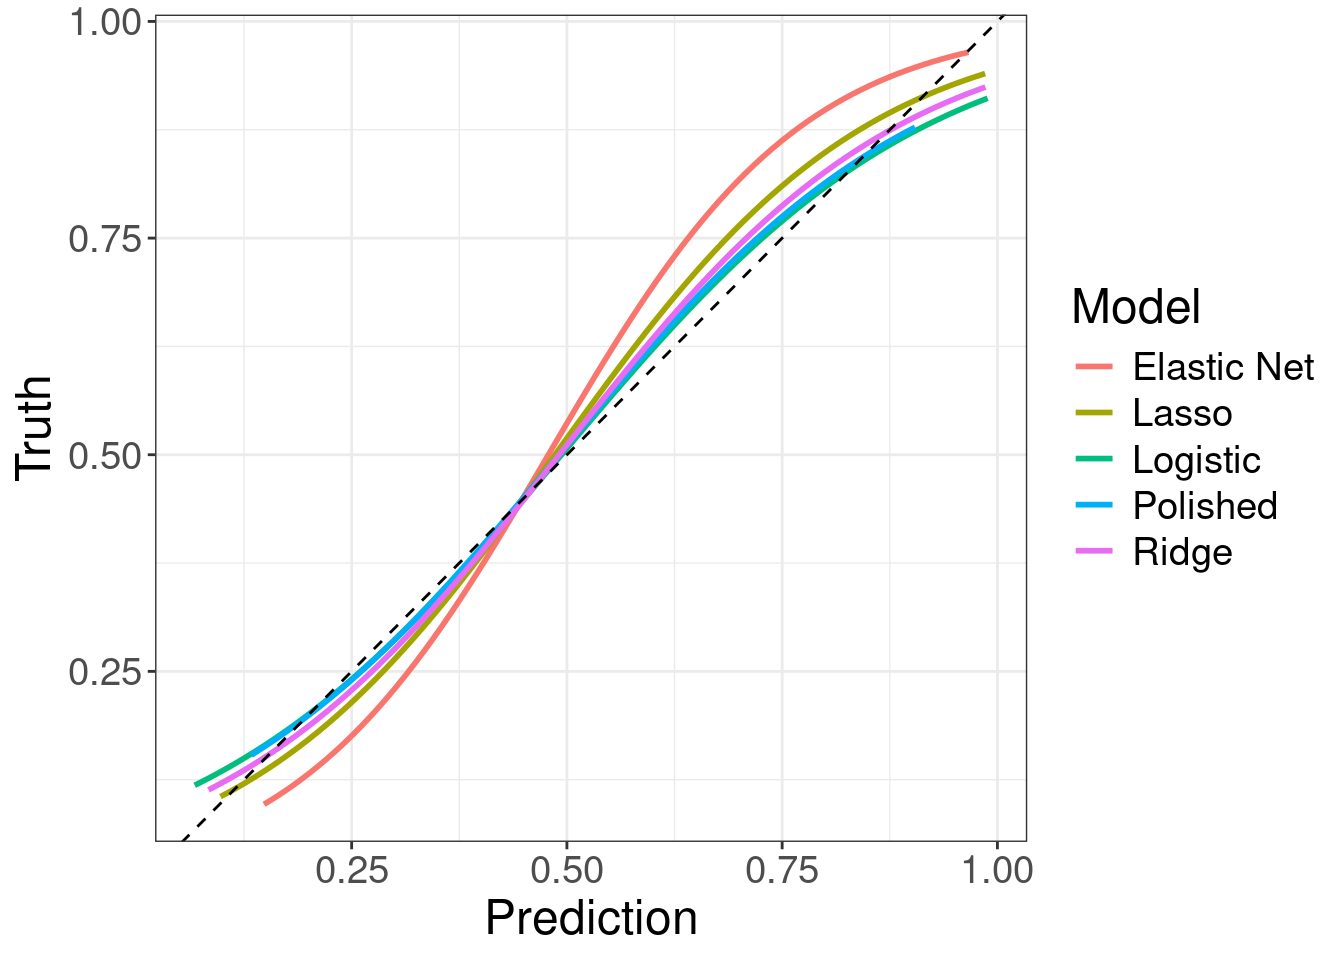 1.00
0.75
0.50
0.25
Truth
0.25 0.50 0.75 1.00
Prediction
Model
Elastic Net
Lasso
Logistic
Polished
Ridge